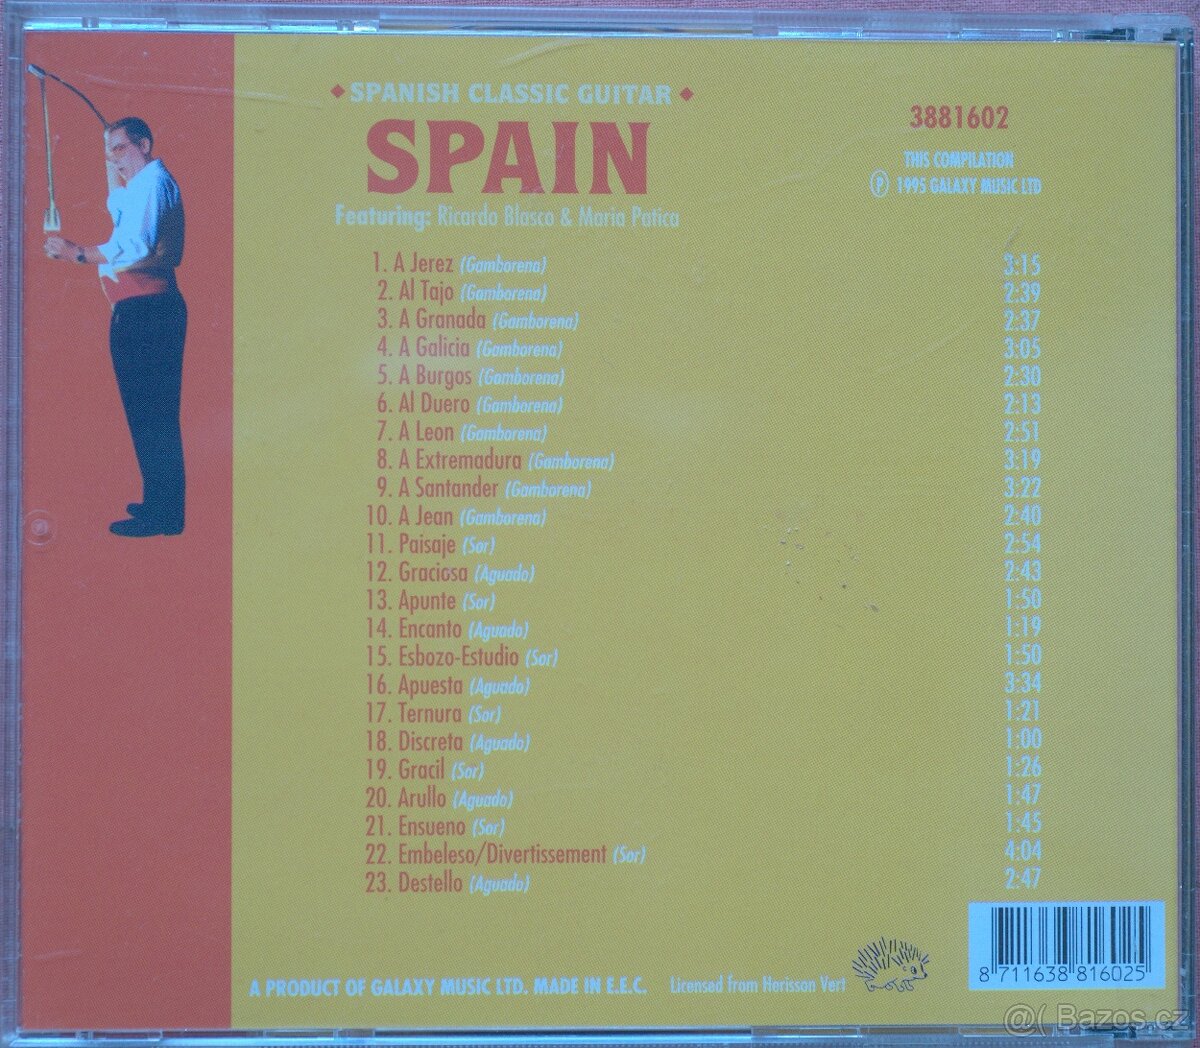 ◆ SPANISH CLASSIC GUITAR ◆
SPAIN
Featuring: Ricardo Blasco & Maria Patica
3881602
THIS COMPILATION
Ⓟ 1995 GALAXY MUSIC LTD
1. A Jerez (Gamborena) 3:15
2. Al Tajo (Gamborena) 2:39
3. A Granada (Gamborena) 2:37
4. A Galicia (Gamborena) 3:05
5. A Burgos (Gamborena) 2:30
6. Al Duero (Gamborena) 2:13
7. A Leon (Gamborena) 2:51
8. A Extremadura (Gamborena) 3:19
9. A Santander (Gamborena) 3:22
10. A Jean (Gamborena) 2:40
11. Paisaje (Sor) 2:54
12. Graciosa (Aguado) 2:43
13. Apunte (Sor) 1:50
14. Encanto (Aguado) 1:19
15. Esbozo-Estudio (Sor) 1:50
16. Apuesta (Aguado) 3:34
17. Ternura (Sor) 1:21
18. Discreta (Aguado) 1:00
19. Gracil (Sor) 1:26
20. Arullo (Aguado) 1:47
21. Ensueno (Sor) 1:45
22. Embeleso/Divertissement (Sor) 4:04
23. Destello (Aguado) 2:47
A PRODUCT OF GALAXY MUSIC LTD. MADE IN E.E.C. Licensed from Herisson Vert
8 711638 816025
@( Bazos.cz